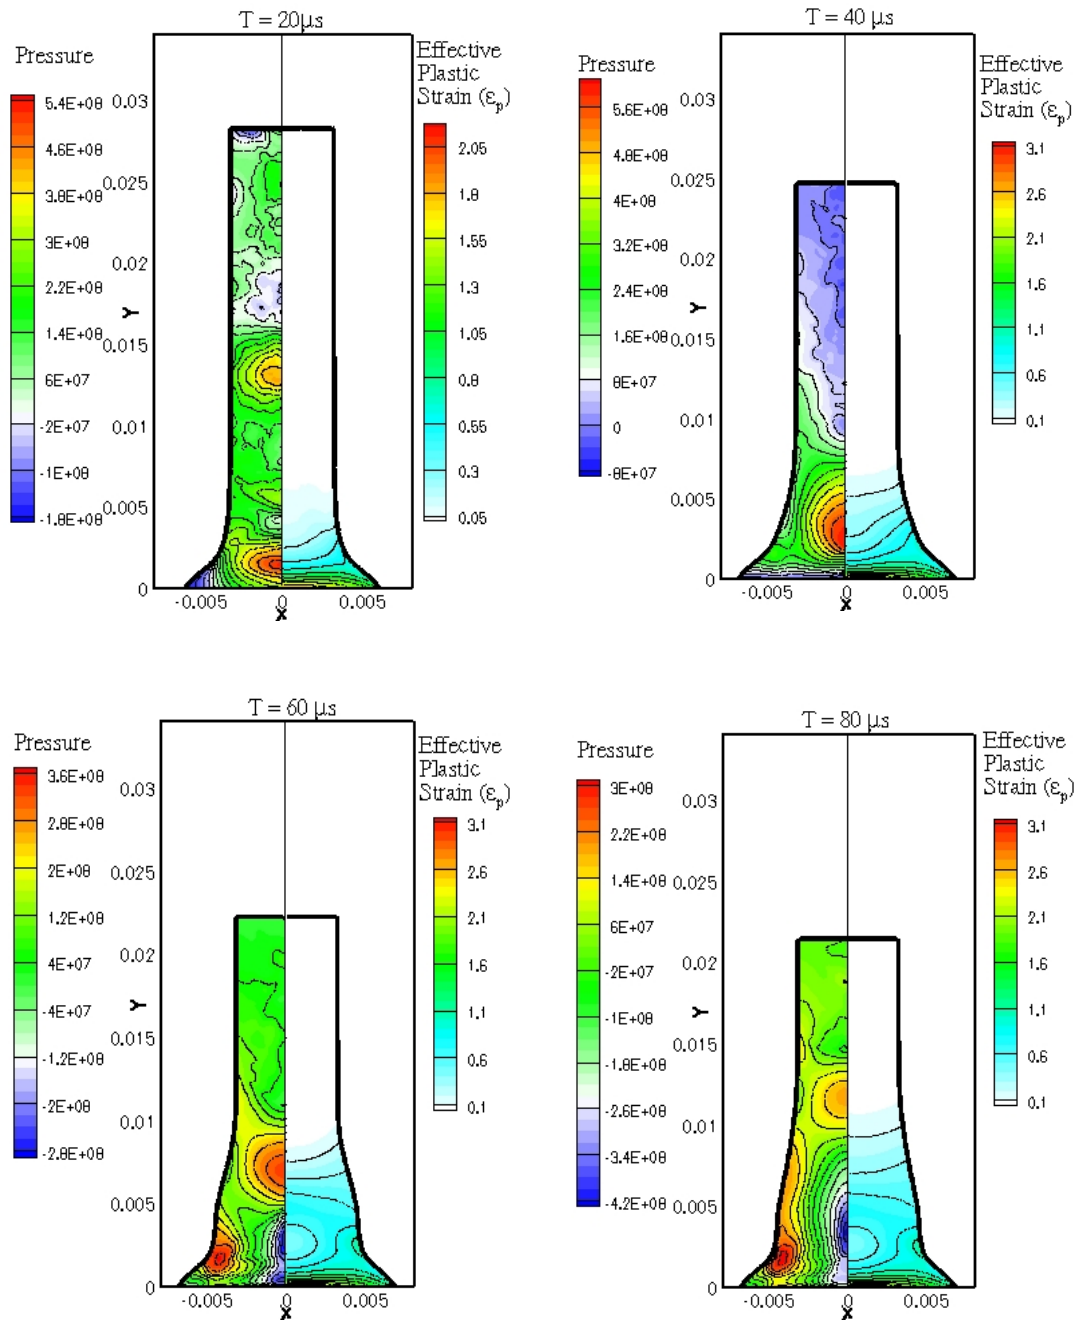 T = 20μs
Pressure
Effective
Plastic
Strain (εp)
5.4E+08
4.6E+08
3.8E+08
3E+08
2.2E+08
1.4E+08
6E+07
-2E+07
-1E+08
-1.8E+08
0.03
0.025
0.02
0.015
0.01
0.005
0
Y
2.05
1.8
1.55
1.3
1.05
0.8
0.55
0.3
0.05
-0.005 0 0.005
X
T = 40 μs
Pressure
Effective
Plastic
Strain (εp)
5.6E+08
4.8E+08
4E+08
3.2E+08
2.4E+08
1.6E+08
8E+07
0
-8E+07
0.03
0.025
0.02
0.015
0.01
0.005
0
Y
3.1
2.6
2.1
1.6
1.1
0.6
0.1
-0.005 0 0.005
X
T = 60 μs
Pressure
Effective
Plastic
Strain (εp)
3.6E+08
2.8E+08
2E+08
1.2E+08
4E+07
-4E+07
-1.2E+08
-2E+08
-2.8E+08
0.03
0.025
0.02
0.015
0.01
0.005
0
Y
3.1
2.6
2.1
1.6
1.1
0.6
0.1
-0.005 0 0.005
X
T = 80 μs
Pressure
Effective
Plastic
Strain (εp)
3E+08
2.2E+08
1.4E+08
6E+07
-2E+07
-1E+08
-1.8E+08
-2.6E+08
-3.4E+08
-4.2E+08
0.03
0.025
0.02
0.015
0.01
0.005
0
Y
3.1
2.6
2.1
1.6
1.1
0.6
0.1
-0.005 0 0.005
X